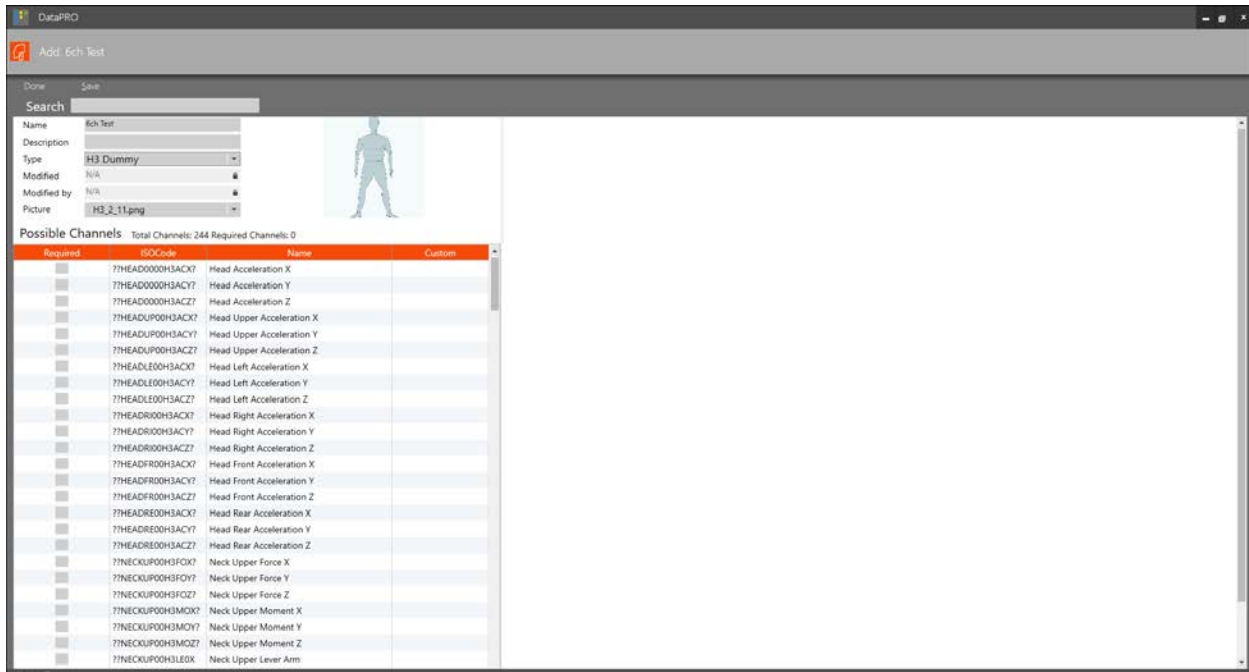 DataPRO
Add: 6ch Test
Done Save
Search
Name 6ch Test
Description
Type H3 Dummy
Modified N/A
Modified by N/A
Picture H3_2_11.png
Possible Channels Total Channels: 244 Required Channels: 0
Required ISOCode Name Custom
??HEAD0000H3ACX? Head Acceleration X
??HEAD0000H3ACY? Head Acceleration Y
??HEAD0000H3ACZ? Head Acceleration Z
??HEADUP00H3ACX? Head Upper Acceleration X
??HEADUP00H3ACY? Head Upper Acceleration Y
??HEADUP00H3ACZ? Head Upper Acceleration Z
??HEADLE00H3ACX? Head Left Acceleration X
??HEADLE00H3ACY? Head Left Acceleration Y
??HEADLE00H3ACZ? Head Left Acceleration Z
??HEADRI00H3ACX? Head Right Acceleration X
??HEADRI00H3ACY? Head Right Acceleration Y
??HEADRI00H3ACZ? Head Right Acceleration Z
??HEADFR00H3ACX? Head Front Acceleration X
??HEADFR00H3ACY? Head Front Acceleration Y
??HEADFR00H3ACZ? Head Front Acceleration Z
??HEADRE00H3ACX? Head Rear Acceleration X
??HEADRE00H3ACY? Head Rear Acceleration Y
??HEADRE00H3ACZ? Head Rear Acceleration Z
??NECKUP00H3FOX? Neck Upper Force X
??NECKUP00H3FOY? Neck Upper Force Y
??NECKUP00H3FOZ? Neck Upper Force Z
??NECKUP00H3MOX? Neck Upper Moment X
??NECKUP00H3MOY? Neck Upper Moment Y
??NECKUP00H3MOZ? Neck Upper Moment Z
??NECKUP00H3LE0X Neck Upper Lever Arm